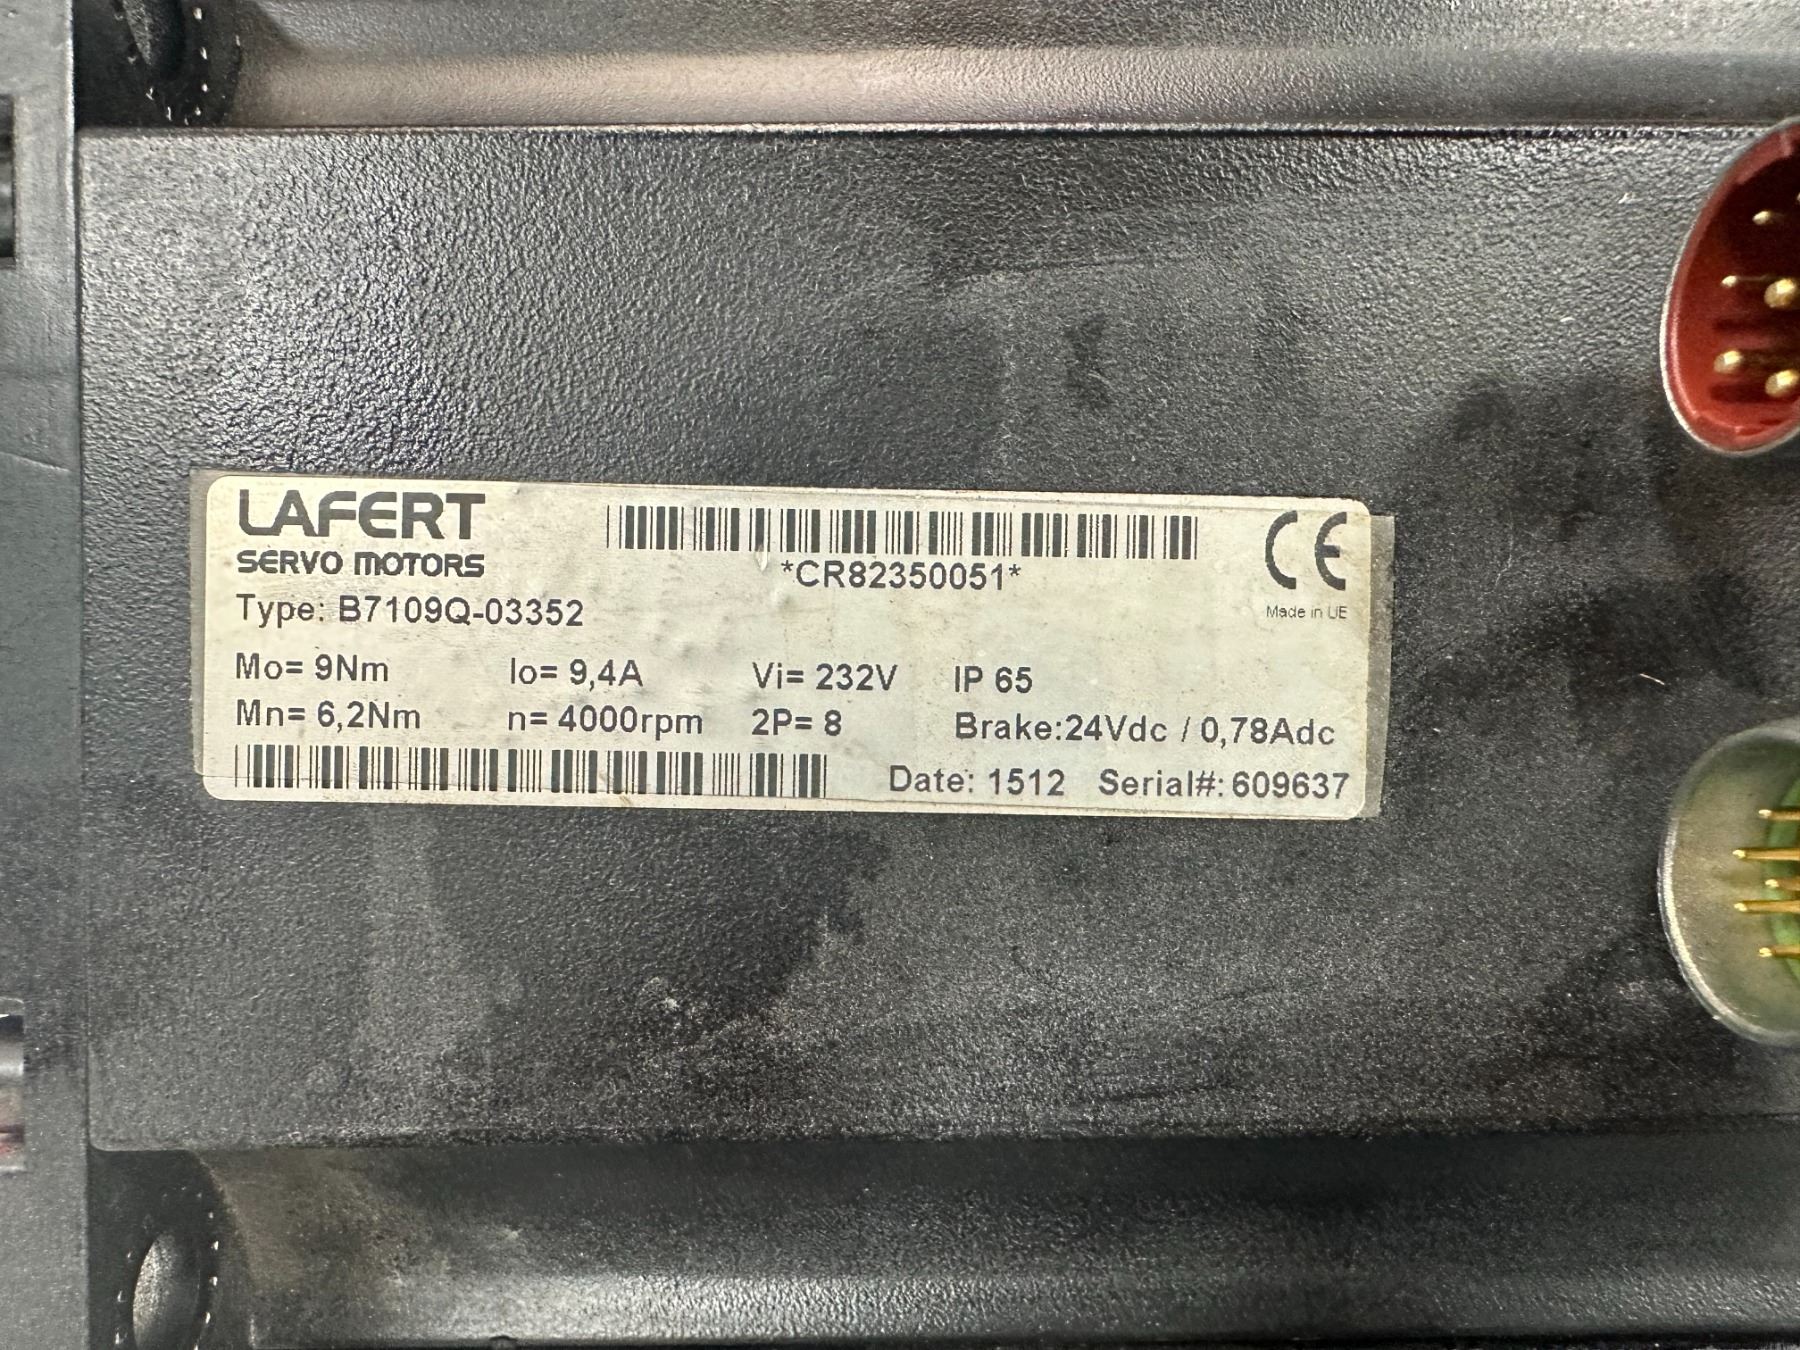 LAFERT
SERVO MOTORS
*CR82350051*
CE
Made in UE
Type: B7109Q-03352
Mo= 9Nm Io= 9,4A Vi= 232V IP 65
Mn= 6,2Nm n= 4000rpm 2P= 8 Brake:24Vdc / 0,78Adc
Date: 1512 Serial#: 609637